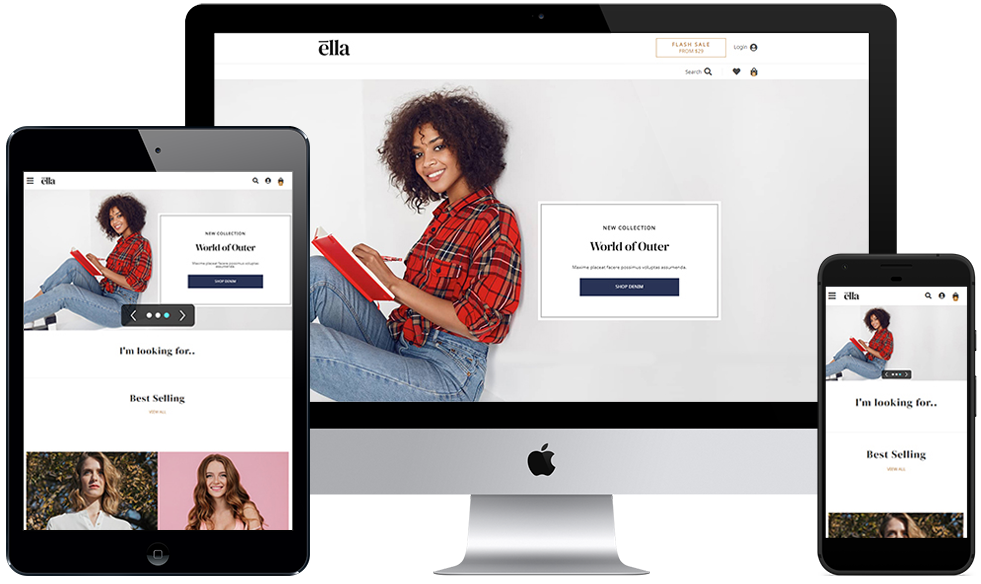 ella
FLASH SALE
FROM $29
Login
Search
NEW COLLECTION
World of Outer
Maxime placeat facere possimus voluptas assumenda.
SHOP DENIM
ella
NEW COLLECTION
World of Outer
Maxime placeat facere possimus voluptas
assumenda.
SHOP DENIM
I'm looking for..
Best Selling
VIEW ALL
ella
I'm looking for..
Best Selling
VIEW ALL